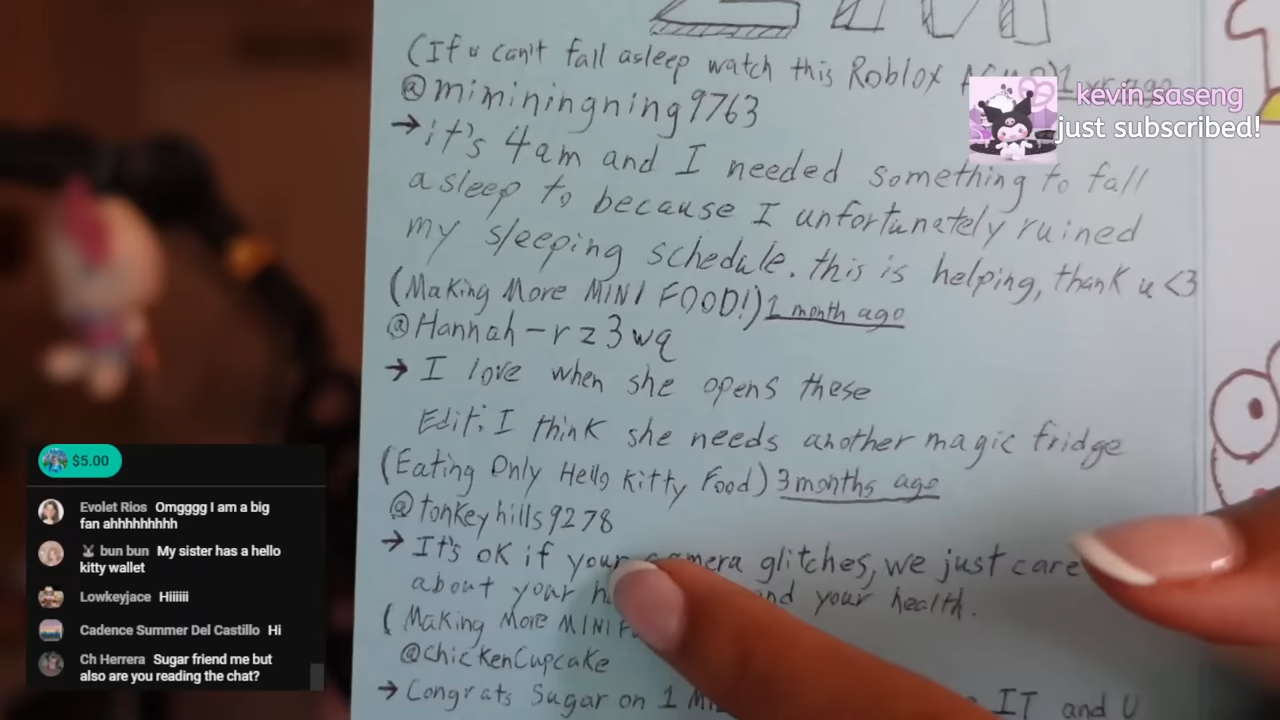 (If u can't fall asleep watch this Roblox
@miminingning9763
→ it's 4am and I needed something to fall
asleep to because I unfortunately ruined
my sleeping schedule. this is helping, thank u <3
(Making More MINI FOOD!) 1 month ago
@Hannah-rz3wq
→ I love when she opens these
Edit: I think she needs another magic fridge
(Eating Only Hello Kitty Food) 3 months ago
@tonkeyhills9278
→ It's OK if your camera glitches, we just care
about your and your health.
(Making More MINI
@chickenCupcake
→ Congrats Sugar on 1 IT and U
kevin saseng
just subscribed!
$5.00
Evolet Rios Omgggg I am a big
fan ahhhhhhhhh
bun bun My sister has a hello
kitty wallet
Lowkeyjace Hiiiiii
Cadence Summer Del Castillo Hi
Ch Herrera Sugar friend me but
also are you reading the chat?